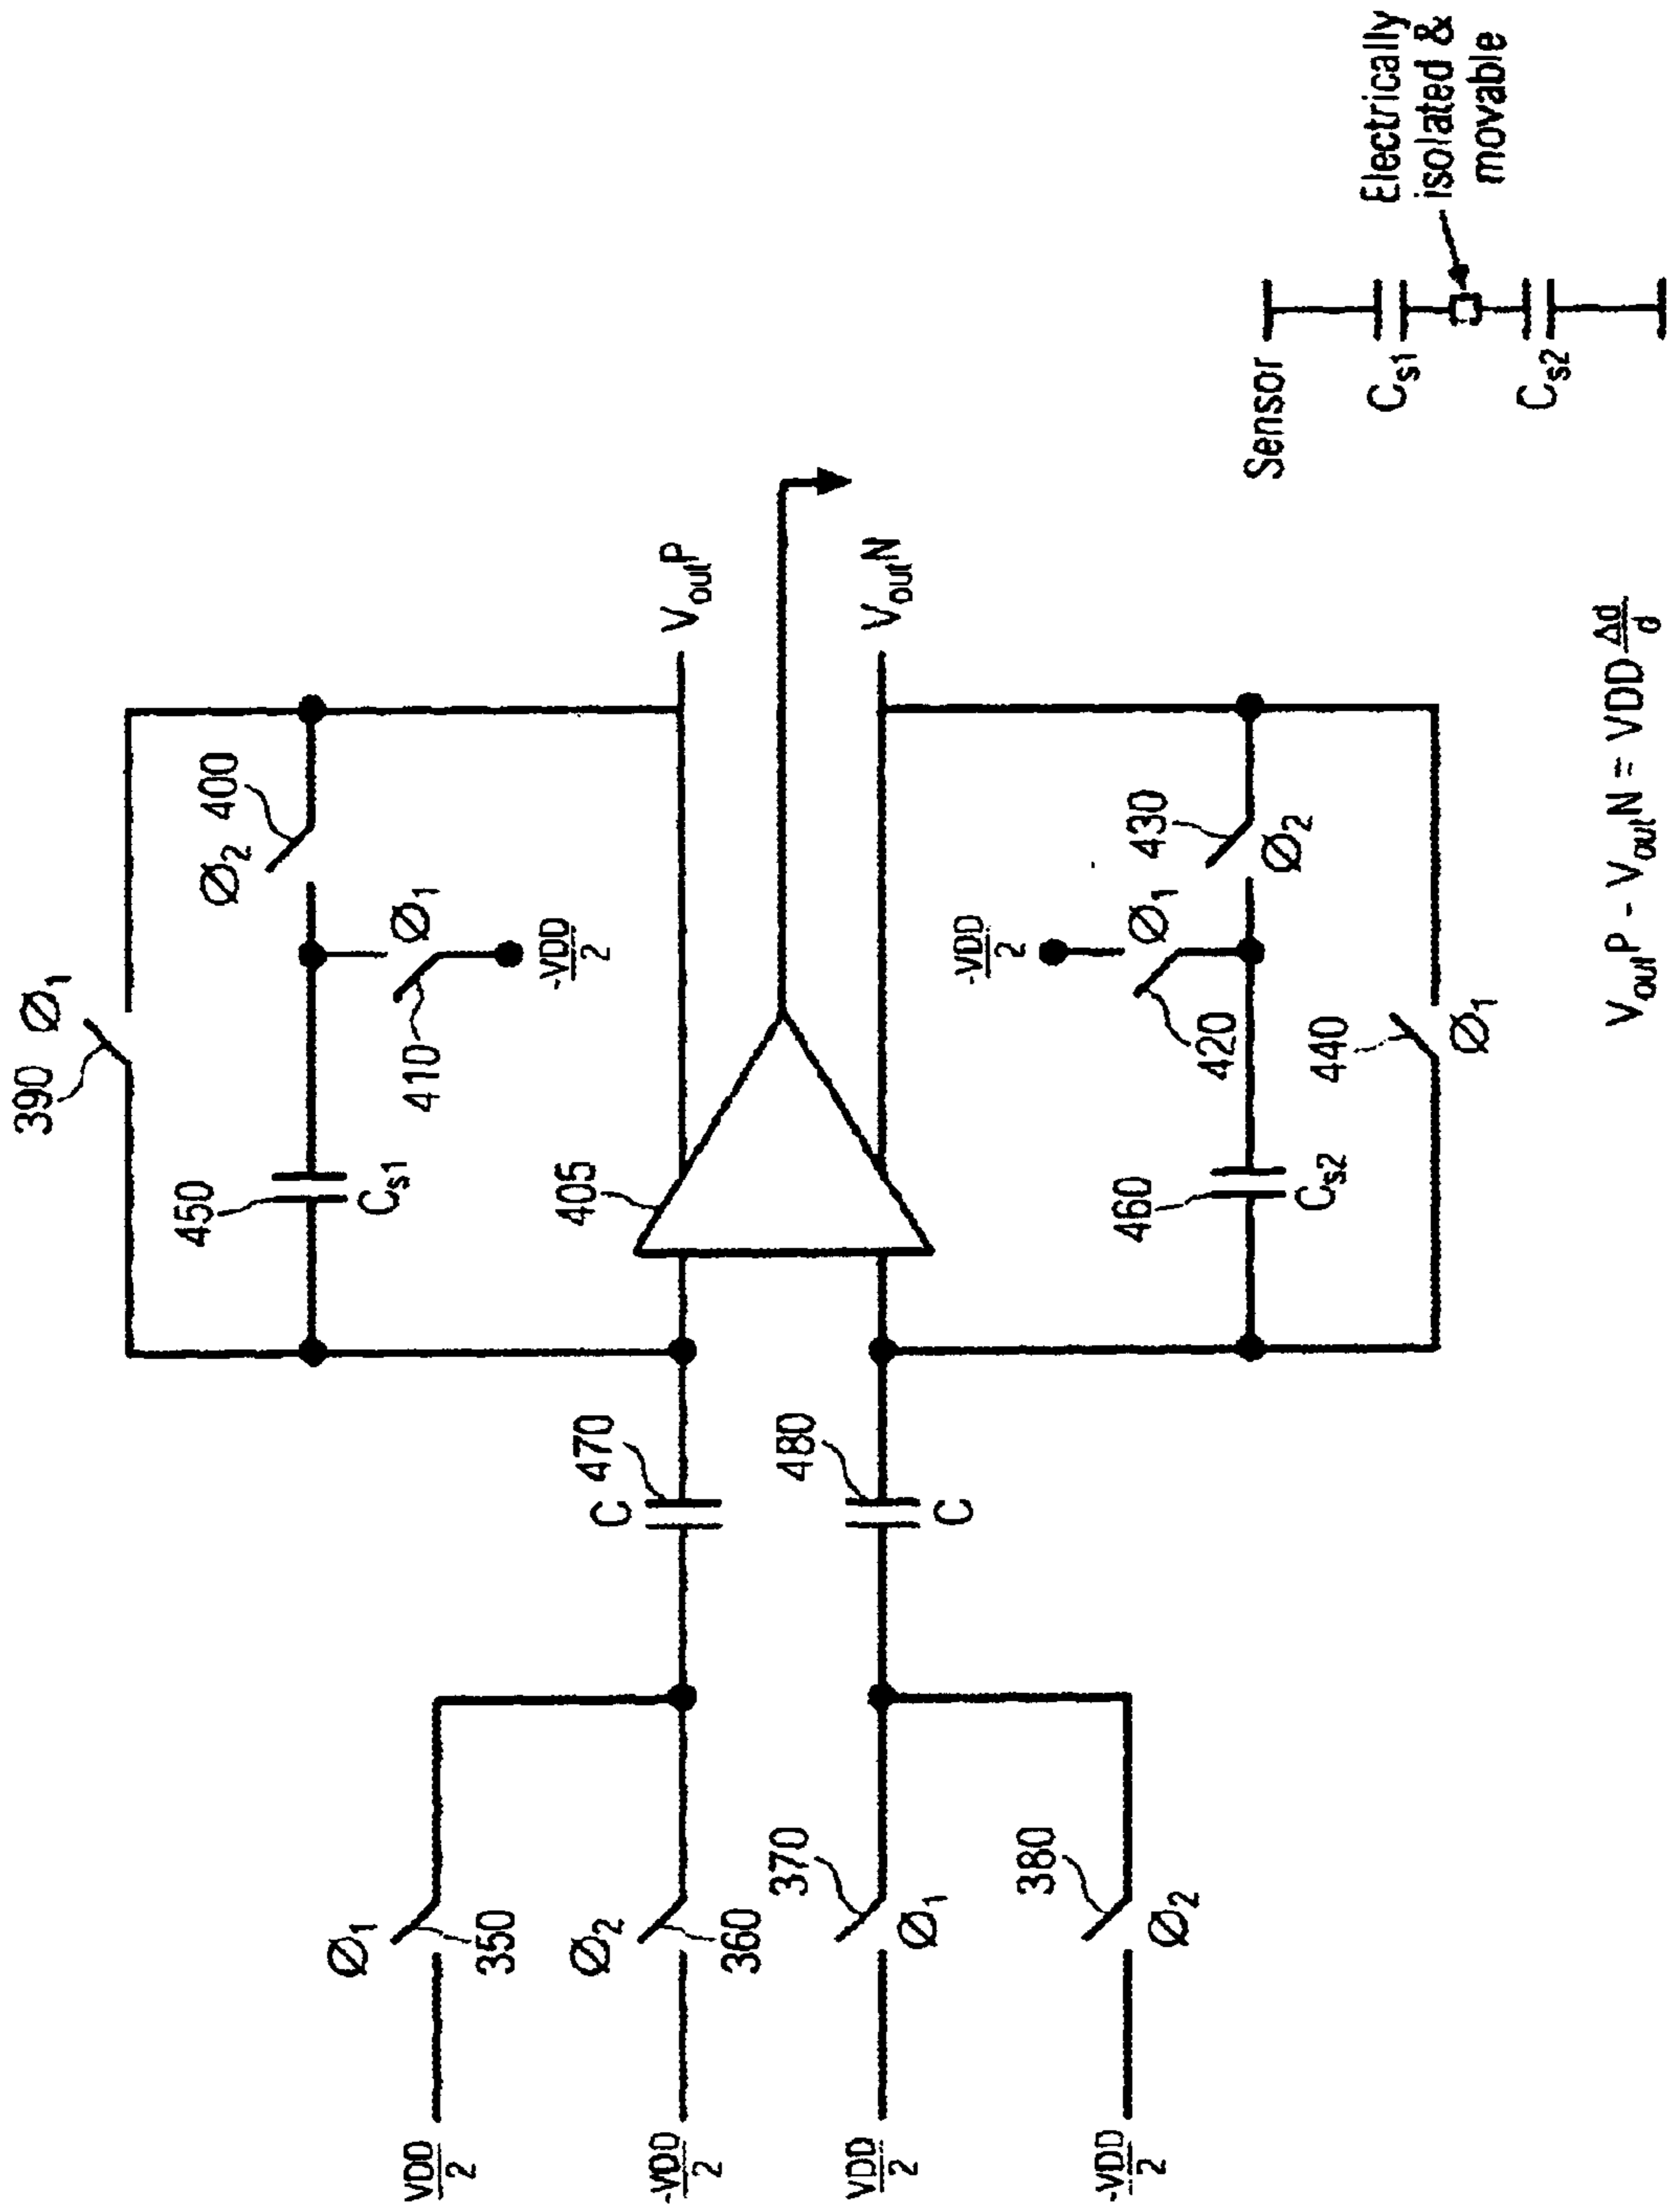 390 Ø1
Ø2 400
450
Cs1
Ø1
410
-VDD/2
VoutP
405
470
C
480
C
VoutN
Ø1
350
VDD/2
Ø2
360
-VDD/2
370
Ø1
VDD/2
380
Ø2
-VDD/2
-VDD/2
Ø1
420
430
Ø2
460
Cs2
440
Ø1
VoutP - VoutN = VDD Δd/d
Sensor
Cs1
Cs2
Electrically
isolated &
movable